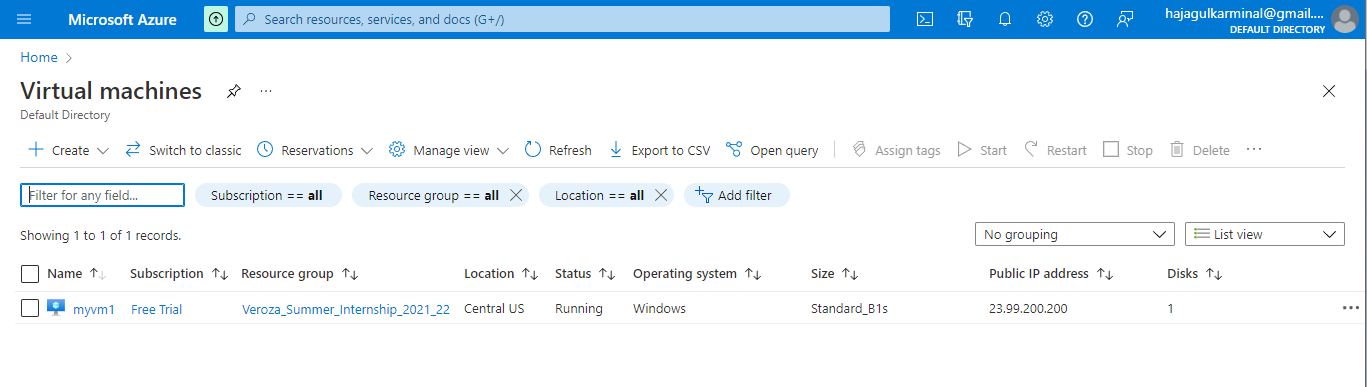 Microsoft Azure Search resources, services, and docs (G+/) hajagulkarminal@gmail....
DEFAULT DIRECTORY
Home >
Virtual machines ...
Default Directory
Create Switch to classic Reservations Manage view Refresh Export to CSV Open query Assign tags Start Restart Stop Delete ...
Filter for any field... Subscription == all Resource group == all Location == all Add filter
Showing 1 to 1 of 1 records. No grouping List view
Name Subscription Resource group Location Status Operating system Size Public IP address Disks
myvm1 Free Trial Veroza_Summer_Internship_2021_22 Central US Running Windows Standard_B1s 23.99.200.200 1 ...